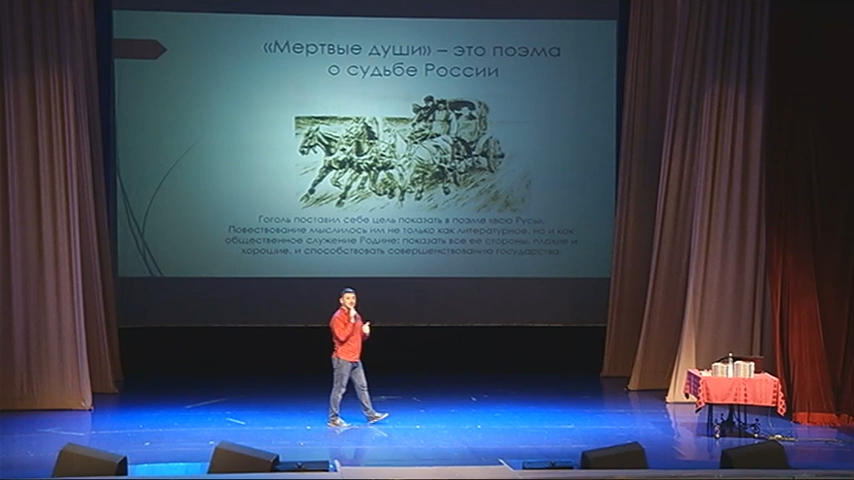 «Мертвые души» – это поэма
о судьбе России
Гоголь поставил себе цель показать в поэме «всю Русь».
Повествование мыслилось им не только как литературное, но и как
общественное служение Родине: показать все ее стороны, плохие и
хорошие, и способствовать совершенствованию государства.